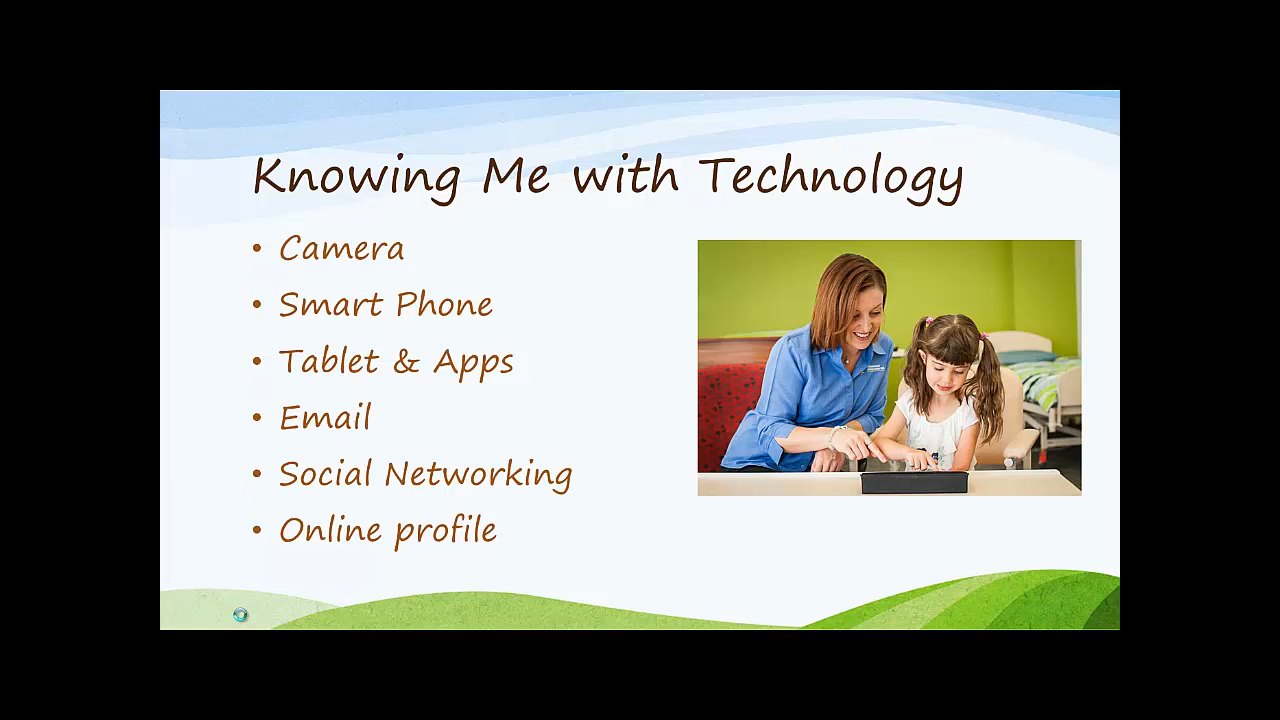 Knowing Me with Technology
• Camera
• Smart Phone
• Tablet & Apps
• Email
• Social Networking
• Online profile